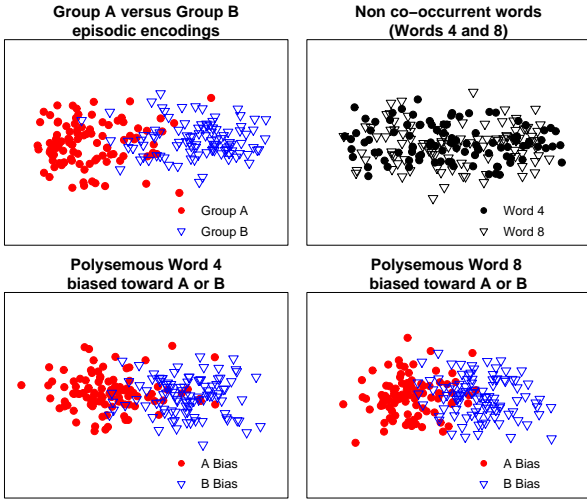 Group A versus Group B
episodic encodings
Group A
Group B
Non co-occurrent words
(Words 4 and 8)
Word 4
Word 8
Polysemous Word 4
biased toward A or B
A Bias
B Bias
Polysemous Word 8
biased toward A or B
A Bias
B Bias